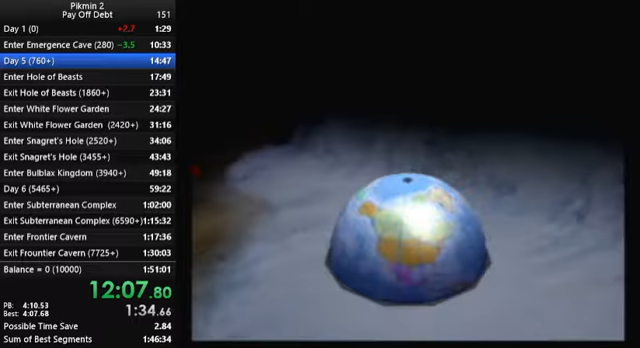 Pikmin 2
Pay Off Debt 151
Day 1 (0) +2.7 1:29
Enter Emergence Cave (280) −3.5 10:33
Day 5 (760+) 14:47
Enter Hole of Beasts 17:49
Exit Hole of Beasts (1860+) 23:31
Enter White Flower Garden 24:27
Exit White Flower Garden (2420+) 31:16
Enter Snagret's Hole (2520+) 34:06
Exit Snagret's Hole (3455+) 43:43
Enter Bulblax Kingdom (3940+) 49:18
Day 6 (5465+) 59:22
Enter Subterranean Complex 1:02:00
Exit Subterranean Complex (6590+) 1:15:32
Enter Frontier Cavern 1:17:36
Exit Frountier Cavern (7725+) 1:30:03
Balance = 0 (10000) 1:51:01
12:07.80
PB: 4:10.53
Best: 4:07.68 1:34.66
Possible Time Save 2.84
Sum of Best Segments 1:46:34